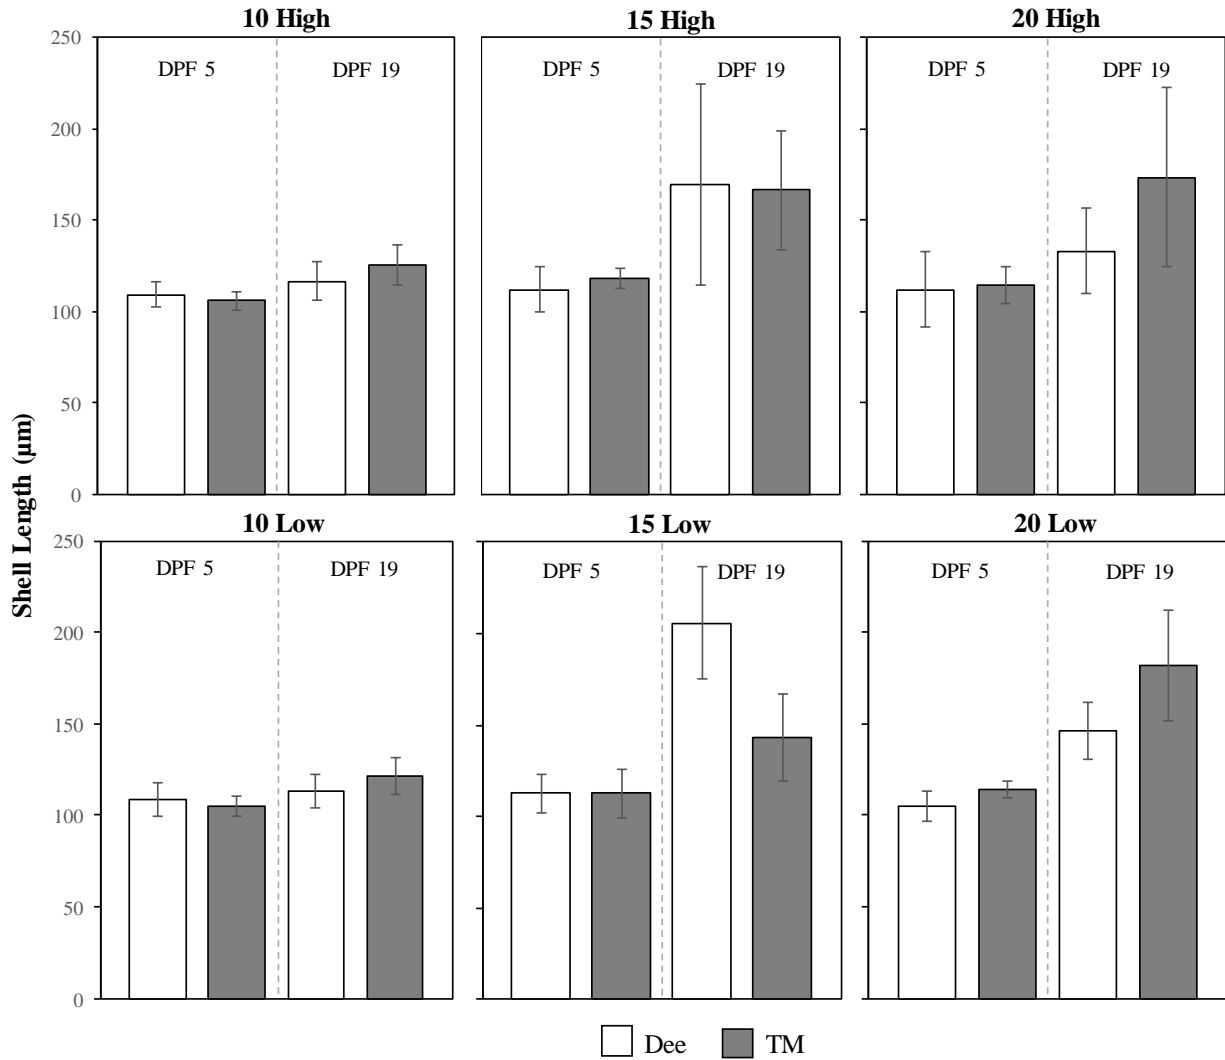 10 High
15 High
20 High
250
200
150
100
50
0
DPF 5
DPF 19
DPF 5
DPF 19
DPF 5
DPF 19
Shell Length (µm)
10 Low
15 Low
20 Low
250
200
150
100
50
0
DPF 5
DPF 19
DPF 5
DPF 19
DPF 5
DPF 19
Dee
TM